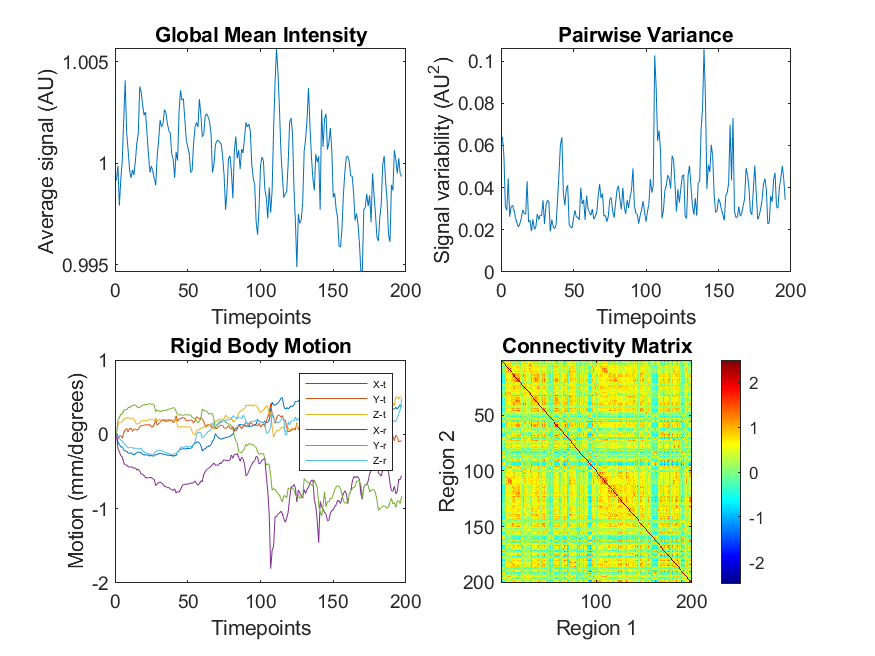 Global Mean Intensity
Average signal (AU)
1.005
1
0.995
0 50 100 150 200
Timepoints
Pairwise Variance
Signal variability (AU²)
0.1
0.08
0.06
0.04
0.02
0
0 50 100 150 200
Timepoints
Rigid Body Motion
Motion (mm/degrees)
1
0
-1
-2
X-t
Y-t
Z-t
X-r
Y-r
Z-r
0 50 100 150 200
Timepoints
Connectivity Matrix
Region 2
50
100
150
200
100 200
Region 1
2
1
0
-1
-2